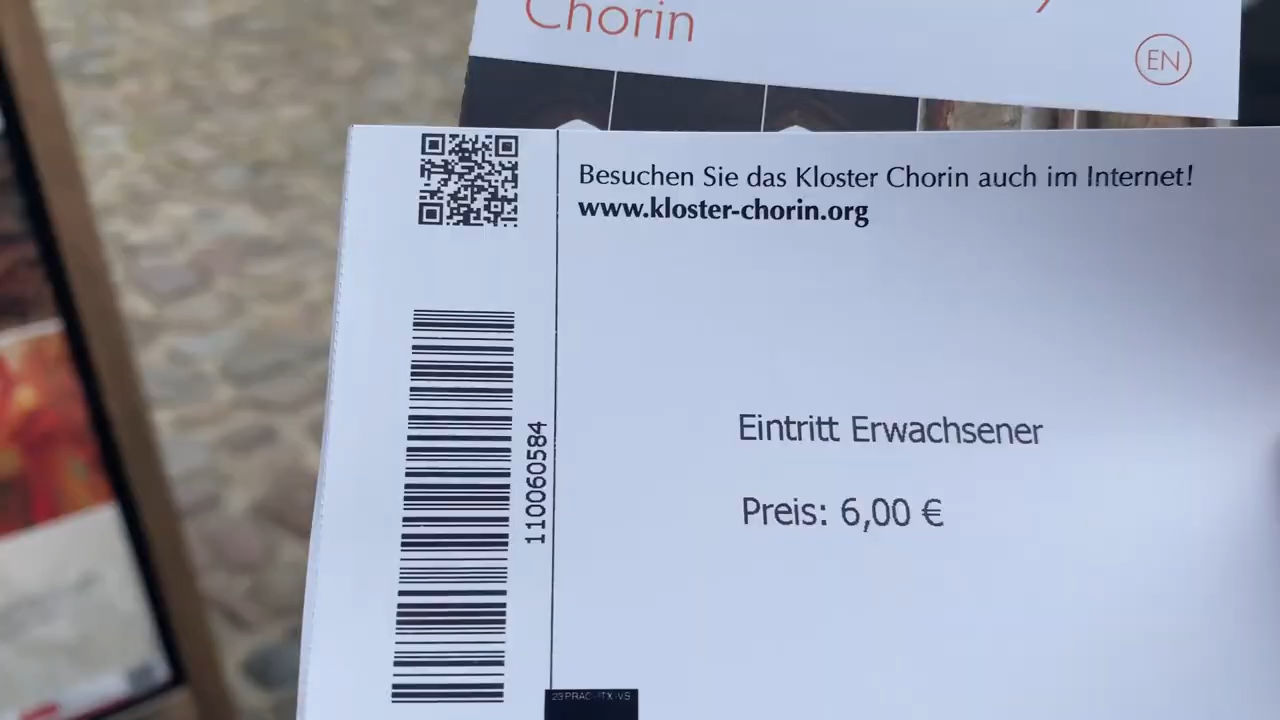 Chorin
EN
Besuchen Sie das Kloster Chorin auch im Internet!
www.kloster-chorin.org
110060584
Eintritt Erwachsener
Preis: 6,00 €